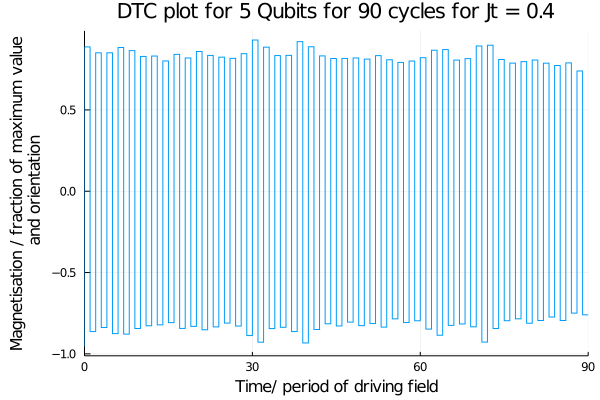 DTC plot for 5 Qubits for 90 cycles for Jt = 0.4
Magnetisation / fraction of maximum value
and orientation
0.5
0.0
−0.5
−1.0
0
30
60
90
Time/ period of driving field